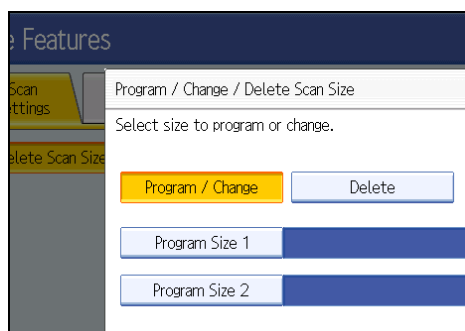 e Features
Scan
ettings
elete Scan Size
Program / Change / Delete Scan Size
Select size to program or change.
Program / Change
Delete
Program Size 1
Program Size 2